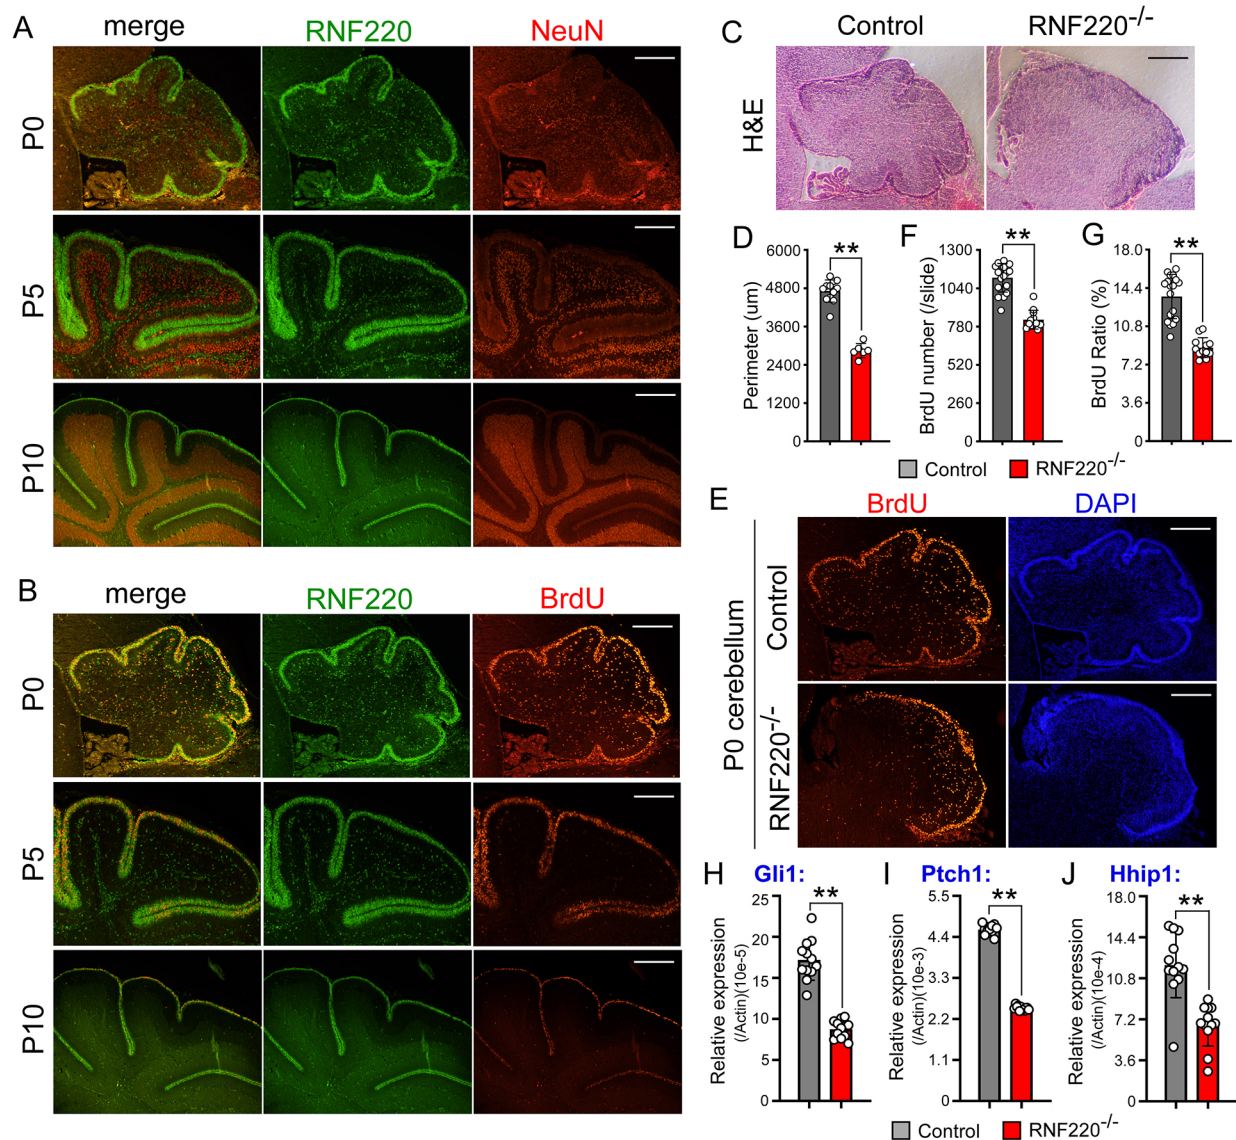 A
merge
RNF220
NeuN
P0
P5
P10
B
merge
RNF220
BrdU
P0
P5
P10
C
Control
RNF220-/-
H&E
D
Perimeter (um)
6000
4800
3600
2400
1200
0
**
F
BrdU number (/slide)
1300
1040
780
520
260
0
**
G
BrdU Ratio (%)
18.0
14.4
10.8
7.2
3.6
0
**
Control
RNF220-/-
E
BrdU
DAPI
P0 cerebellum
Control
RNF220-/-
H
Gli1:
Relative expression
(/Actin)(10e-5)
25
20
15
10
5
0
**
I
Ptch1:
Relative expression
(/Actin)(10e-3)
5.5
4.4
3.3
2.2
1.1
0
**
J
Hhip1:
Relative expression
(/Actin)(10e-4)
18.0
14.4
10.8
7.2
3.6
0
**
Control
RNF220-/-